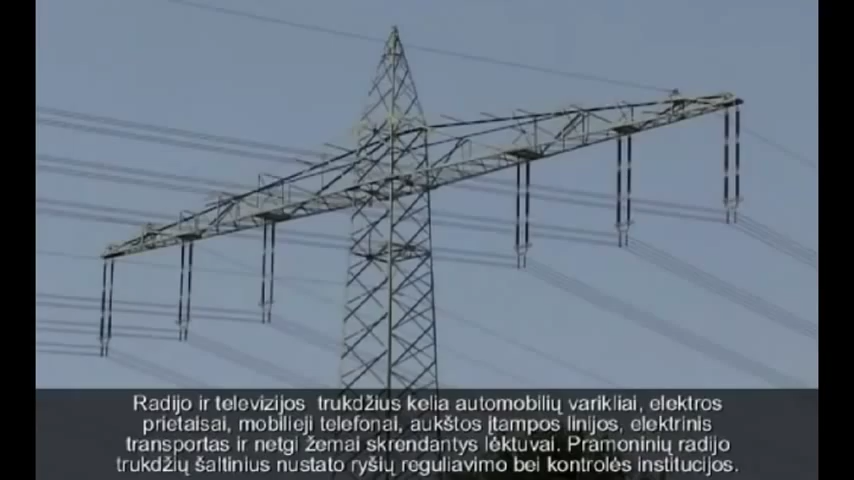 Radijo ir televizijos trukdžius kelia automobilių varikliai, elektros
prietaisai, mobilieji telefonai, aukštos įtampos linijos, elektrinis
transportas ir netgi žemai skrendantys lėktuvai. Pramoninių radijo
trukdžių šaltinius nustato ryšių reguliavimo bei kontrolės institucijos.